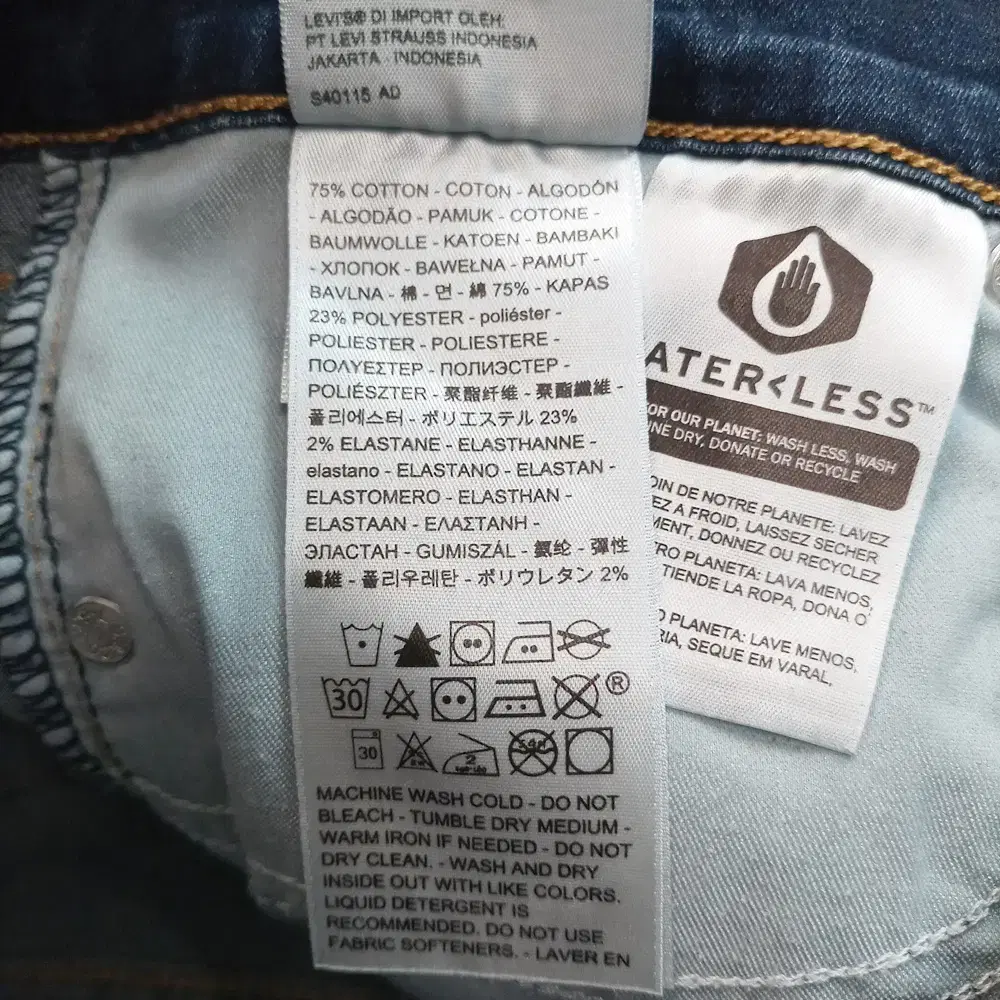 LEVI'S® DI IMPORT OLEH:
PT LEVI STRAUSS INDONESIA
JAKARTA - INDONESIA
S40115 AD
75% COTTON - COTON - ALGODÓN
- ALGODÃO - PAMUK - COTONE -
BAUMWOLLE - KATOEN - BAMBAKI
- ХЛОПОК - BAWEŁNA - PAMUT -
BAVLNA - 棉 - 면 - 綿 75% - KAPAS
23% POLYESTER - poliéster -
POLIESTER - POLIESTERE -
ΠΟΛΥΕΣΤΕΡ - ПОЛИЭСТЕР -
POLIÉSZTER - 聚酯纤维 - 聚酯纖維 -
폴리에스터 - ポリエステル 23%
2% ELASTANE - ELASTHANNE -
elastano - ELASTANO - ELASTAN -
ELASTOMERO - ELASTHAN -
ELASTAAN - ΕΛΑΣΤΑΝΗ -
ЭЛАСТАН - GUMISZÁL - 氨纶 - 彈性
纖維 - 폴리우레탄 - ポリウレタン 2%
®
30
30
2
MACHINE WASH COLD - DO NOT
BLEACH - TUMBLE DRY MEDIUM -
WARM IRON IF NEEDED - DO NOT
DRY CLEAN. - WASH AND DRY
INSIDE OUT WITH LIKE COLORS.
LIQUID DETERGENT IS
RECOMMENDED. DO NOT USE
FABRIC SOFTENERS. - LAVER EN
ATER<LESS™
OR OUR PLANET: WASH LESS, WASH
INE DRY, DONATE OR RECYCLE
OIN DE NOTRE PLANETE: LAVEZ
EZ A FROID, LAISSEZ SECHER
MENT, DONNEZ OU RECYCLEZ
TRO PLANETA: LAVA MENOS,
TIENDE LA ROPA, DONA O
O PLANETA: LAVE MENOS,
RIA, SEQUE EM VARAL,